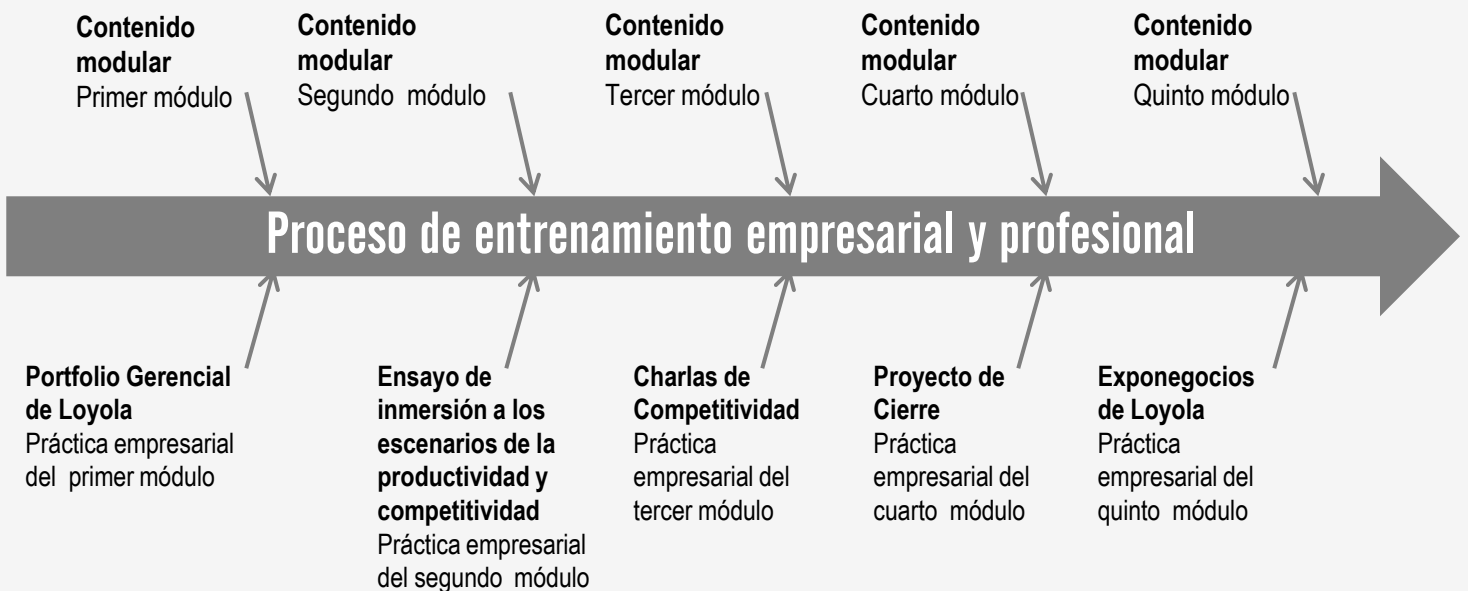 Contenido
modular
Primer módulo
Contenido
modular
Segundo módulo
Contenido
modular
Tercer módulo
Contenido
modular
Cuarto módulo
Contenido
modular
Quinto módulo
Proceso de entrenamiento empresarial y profesional
Portfolio Gerencial
de Loyola
Práctica empresarial
del primer módulo
Ensayo de
inmersión a los
escenarios de la
productividad y
competitividad
Práctica empresarial
del segundo módulo
Charlas de
Competitividad
Práctica
empresarial del
tercer módulo
Proyecto de
Cierre
Práctica
empresarial del
cuarto módulo
Exponegocios
de Loyola
Práctica
empresarial del
quinto módulo